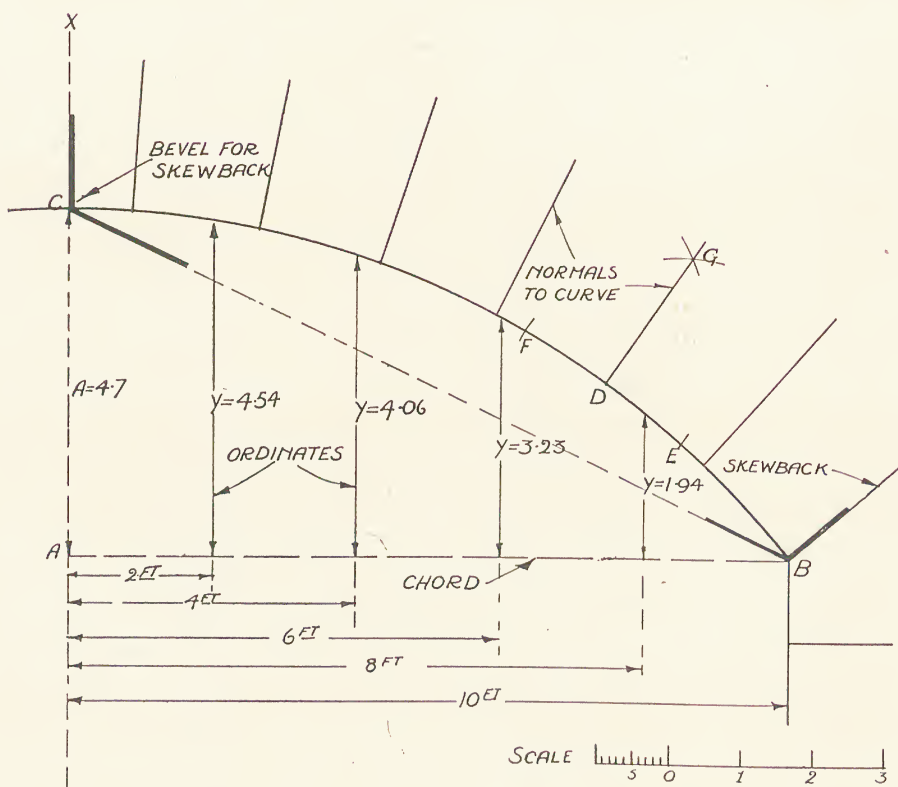 X
BEVEL FOR
SKEWBACK
C
G
NORMALS
TO CURVE
F
D
A=4.7
Y=4.54
Y=4.06
Y=3.23
E
ORDINATES
SKEWBACK
Y=1.94
A
B
CHORD
2 FT
4 FT
6 FT
8 FT
10 FT
SCALE
5 0 1 2 3